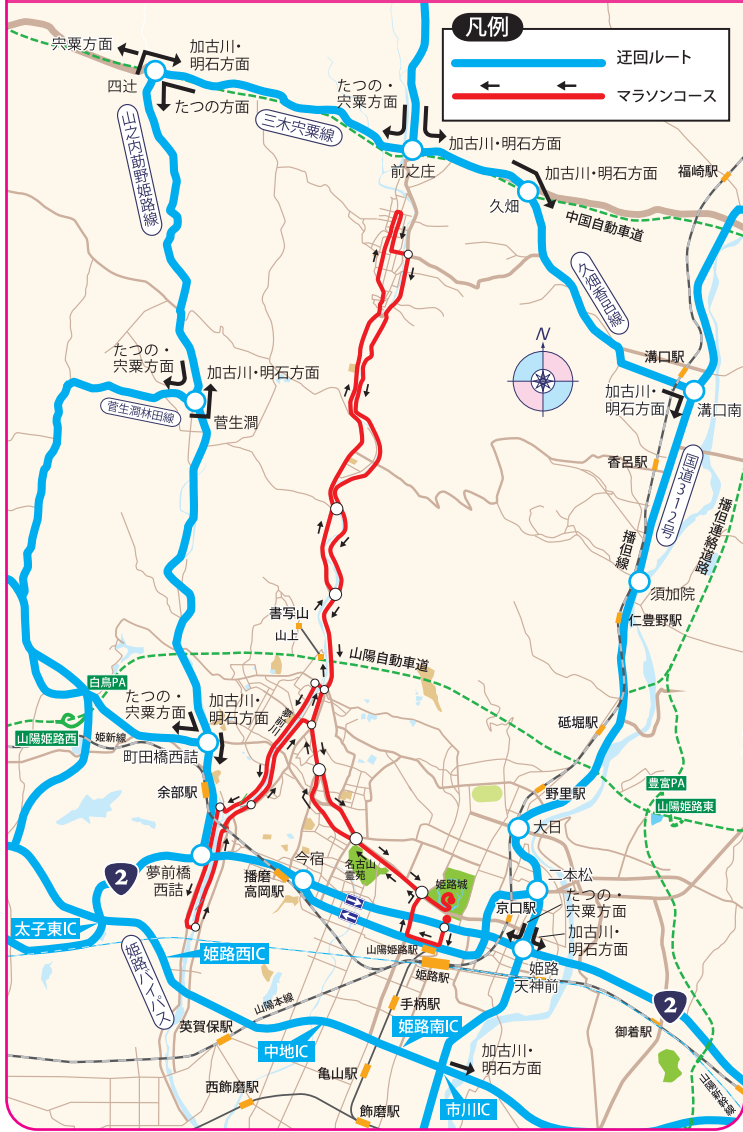 凡例
迂回ルート
マラソンコース
宍粟方面
加古川・
明石方面
四辻
たつの方面
たつの・
宍粟方面
三木宍粟線
加古川・明石方面
前之庄
加古川・明石方面
福崎駅
久畑
中国自動車道
山之内莇野姫路線
久畑香呂線
N
溝口駅
たつの・
宍粟方面
加古川・明石方面
加古川・
明石方面
溝口南
菅生澗林田線
菅生澗
香呂駅
国道312号
播但線
播但連絡道路
須加院
書写山
山上
仁豊野駅
山陽自動車道
白鳥PA
たつの・
宍粟方面
加古川・
明石方面
夢前川
山陽姫路西
姫新線
町田橋西詰
砥堀駅
余部駅
野里駅
豊富PA
山陽姫路東
大日
夢前橋
西詰
2
播磨
高岡駅
今宿
名古山
霊苑
姫路城
二本松
京口駅
たつの・
宍粟方面
太子東IC
姫路西IC
加古川・
明石方面
山陽姫路駅
姫路駅
姫路
天神前
姫路バイパス
山陽本線
手柄駅
2
英賀保駅
姫路南IC
御着駅
中地IC
亀山駅
加古川・
明石方面
西飾磨駅
飾磨駅
市川IC
山陽新幹線